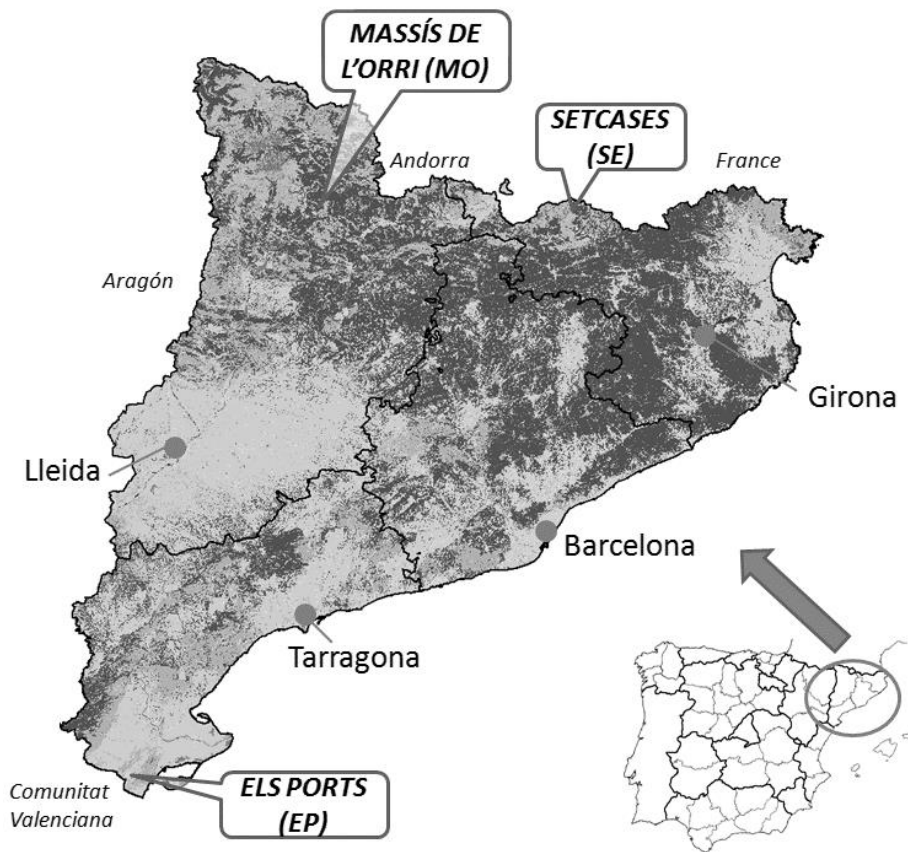 MASSÍS DE
L'ORRI (MO)
SETCASES
(SE)
Andorra
France
Aragón
Girona
Lleida
Barcelona
Tarragona
ELS PORTS
(EP)
Comunitat
Valenciana